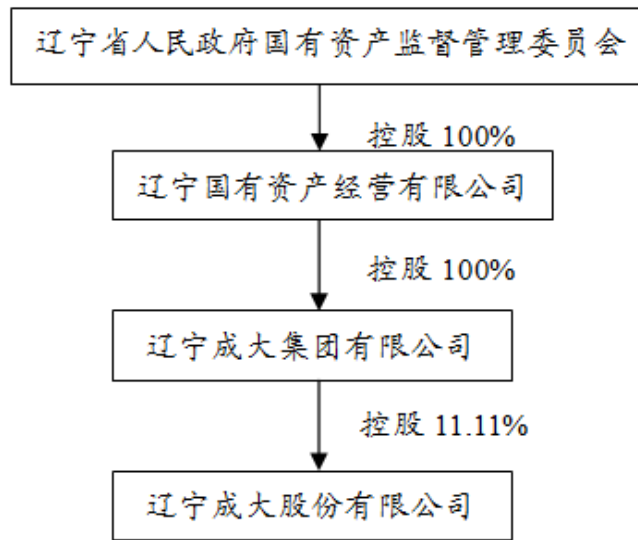 辽宁省人民政府国有资产监督管理委员会
控股 100%
辽宁国有资产经营有限公司
控股 100%
辽宁成大集团有限公司
控股 11.11%
辽宁成大股份有限公司